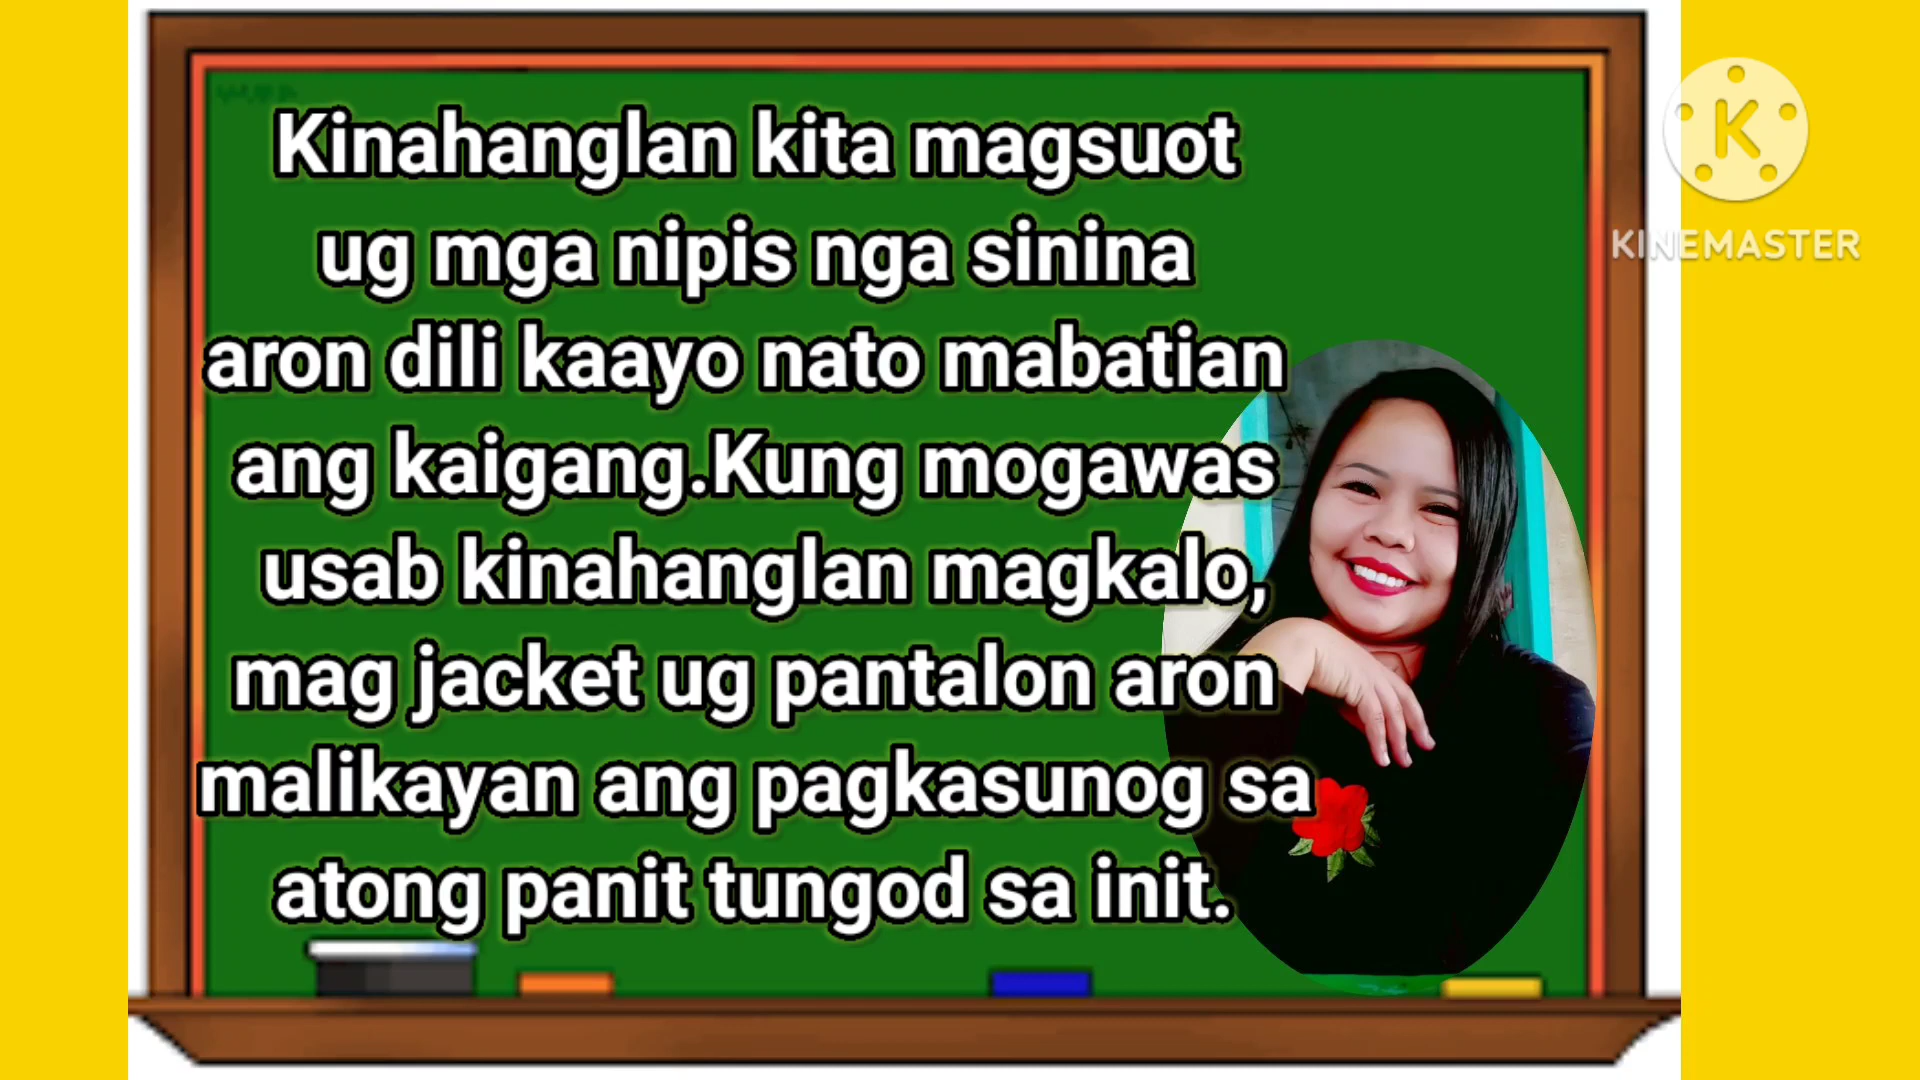 Kinahanglan kita magsuot
ug mga nipis nga sinina
aron dili kaayo nato mabatian
ang kaigang.Kung mogawas
usab kinahanglan magkalo,
mag jacket ug pantalon aron
malikayan ang pagkasunog sa
atong panit tungod sa init.
K
KINEMASTER